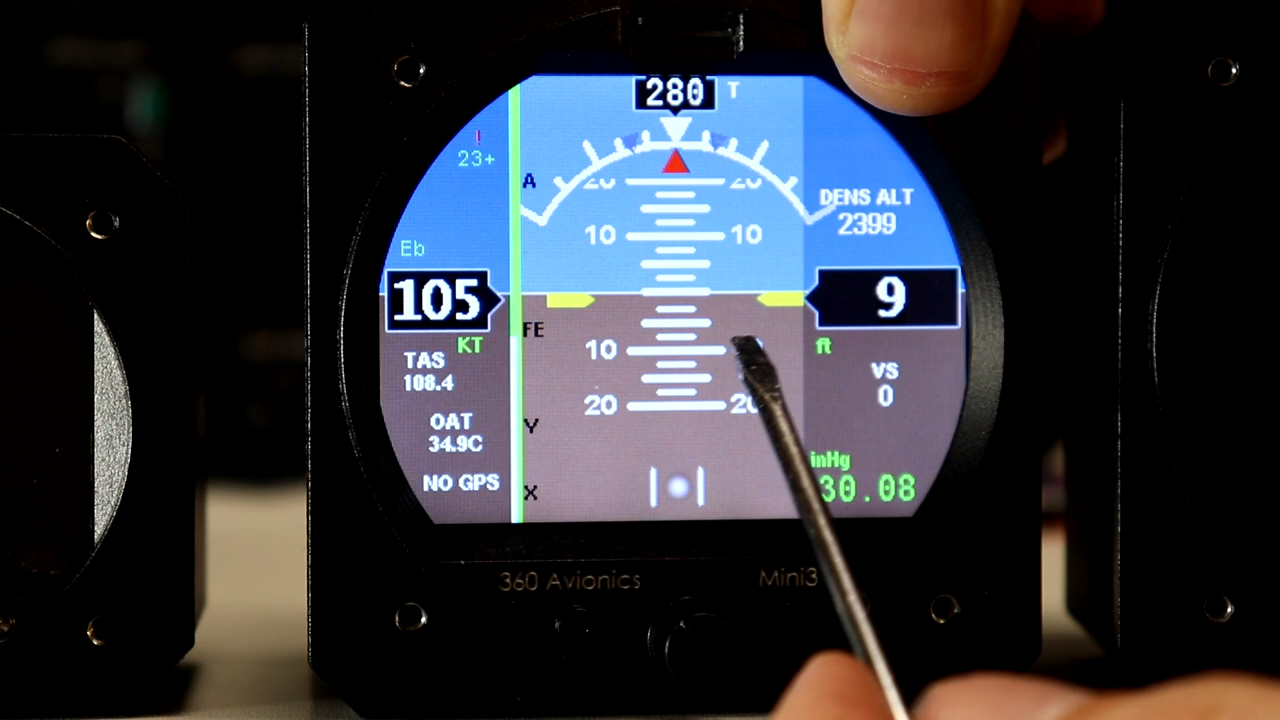 280 T
23+
A
20 20
DENS ALT
2399
10 10
Eb
105
9
FE
KT
ft
TAS
108.4
10
VS
0
20 20
OAT
34.9C
Y
inHg
30.08
NO GPS
X
360 Avionics Mini3